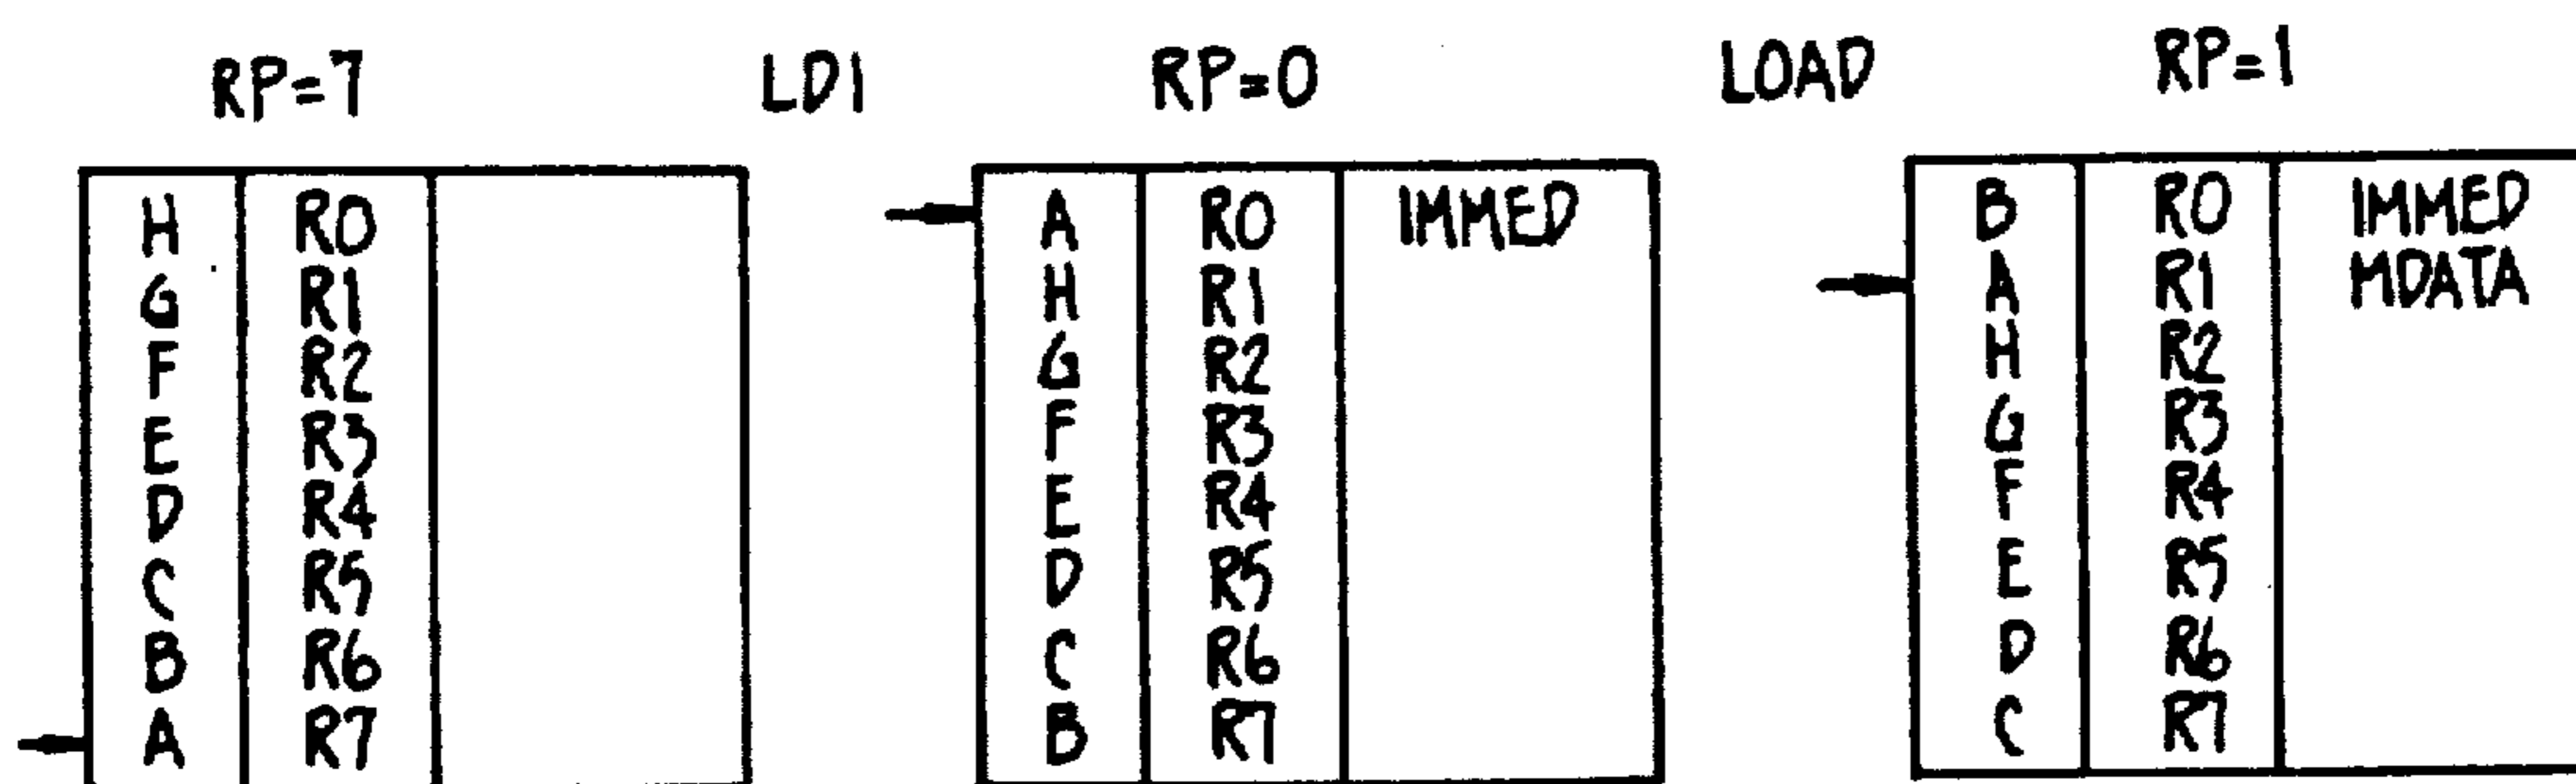 RP=7 LDI RP=0 LOAD RP=1
H R0 A R0 IMMED B R0 IMMED
G R1 H R1 A R1 MDATA
F R2 G R2 H R2
E R3 F R3 G R3
D R4 E R4 F R4
C R5 D R5 E R5
B R6 C R6 D R6
A R7 B R7 C R7